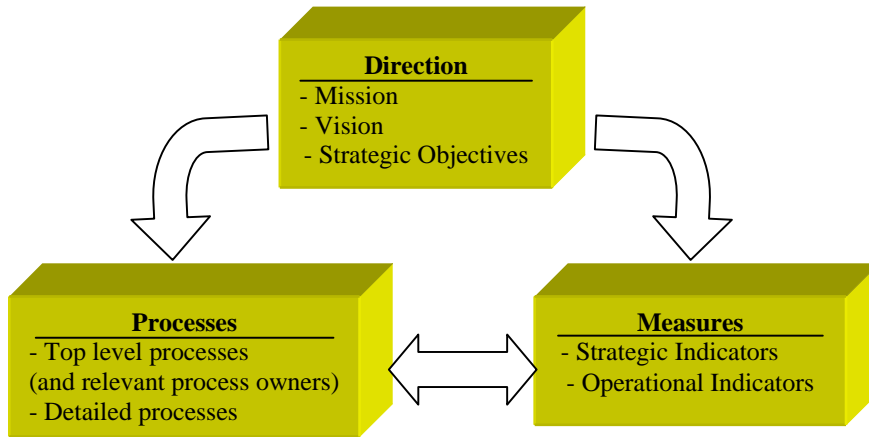 Direction
- Mission
- Vision
- Strategic Objectives
Processes
- Top level processes
(and relevant process owners)
- Detailed processes
Measures
- Strategic Indicators
- Operational Indicators